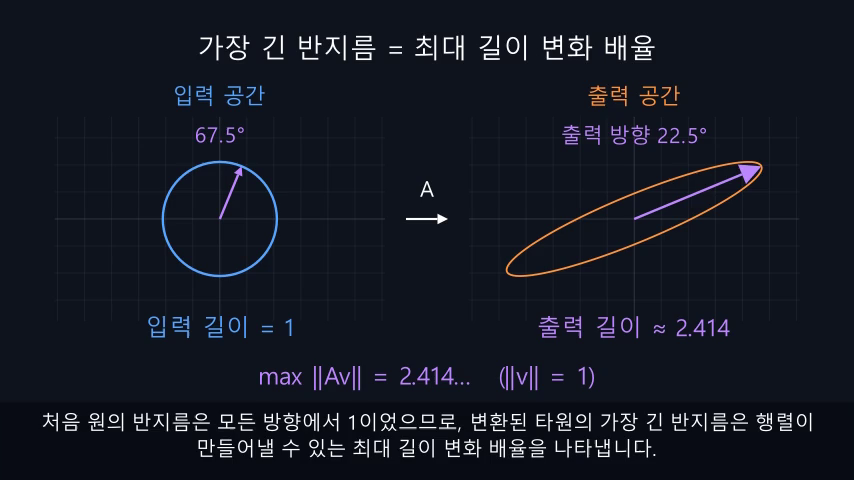 가장 긴 반지름 = 최대 길이 변화 배율
입력 공간
출력 공간
67.5°
출력 방향 22.5°
A
입력 길이 = 1
출력 길이 ≈ 2.414
max ||Av|| = 2.414... (||v|| = 1)
처음 원의 반지름은 모든 방향에서 1이었으므로, 변환된 타원의 가장 긴 반지름은 행렬이
만들어낼 수 있는 최대 길이 변화 배율을 나타냅니다.